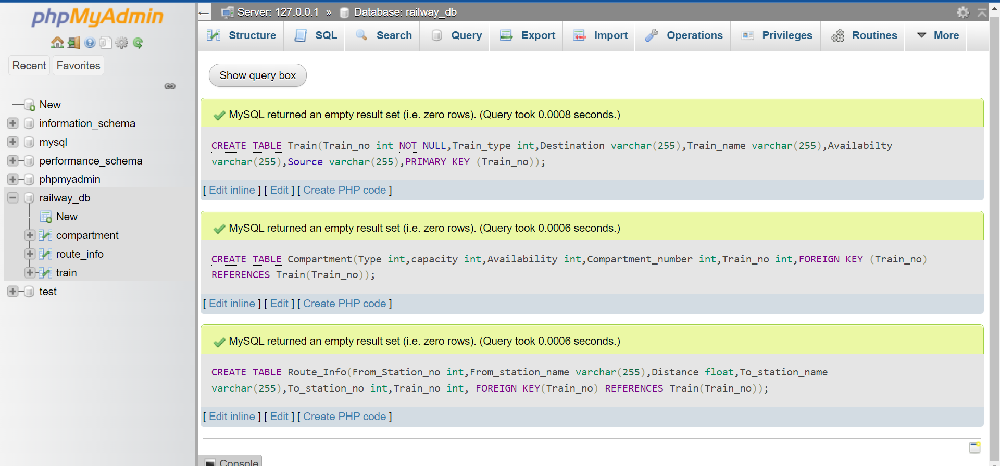 phpMyAdmin
Recent Favorites
New
information_schema
mysql
performance_schema
phpmyadmin
railway_db
New
compartment
route_info
train
test
Server: 127.0.0.1 » Database: railway_db
Structure SQL Search Query Export Import Operations Privileges Routines More
Show query box
MySQL returned an empty result set (i.e. zero rows). (Query took 0.0008 seconds.)
CREATE TABLE Train(Train_no int NOT NULL,Train_type int,Destination varchar(255),Train_name varchar(255),Availabilty
varchar(255),Source varchar(255),PRIMARY KEY (Train_no));
[ Edit inline ] [ Edit ] [ Create PHP code ]
MySQL returned an empty result set (i.e. zero rows). (Query took 0.0006 seconds.)
CREATE TABLE Compartment(Type int,capacity int,Availability int,Compartment_number int,Train_no int,FOREIGN KEY (Train_no)
REFERENCES Train(Train_no));
[ Edit inline ] [ Edit ] [ Create PHP code ]
MySQL returned an empty result set (i.e. zero rows). (Query took 0.0006 seconds.)
CREATE TABLE Route_Info(From_Station_no int,From_station_name varchar(255),Distance float,To_station_name
varchar(255),To_station_no int,Train_no int, FOREIGN KEY(Train_no) REFERENCES Train(Train_no));
[ Edit inline ] [ Edit ] [ Create PHP code ]
Console